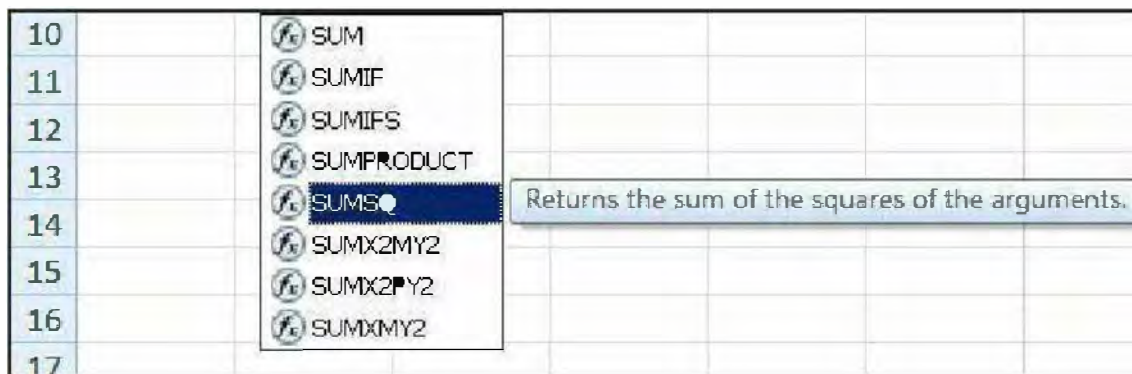 10
SUM
11
SUMIF
12
SUMIFS
13
SUMPRODUCT
SUMSQ
Returns the sum of the squares of the arguments.
14
SUMX2MY2
15
SUMX2PY2
16
SUMXMY2
17